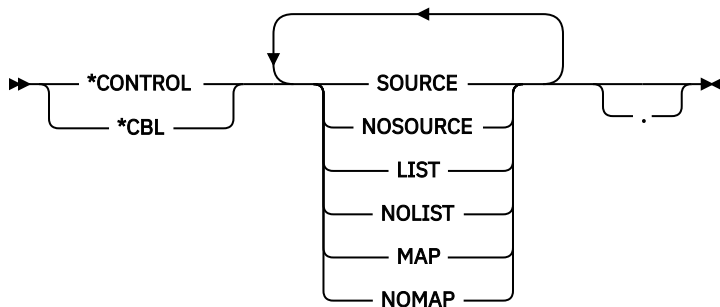 *CONTROL
*CBL
SOURCE
NOSOURCE
LIST
NOLIST
MAP
NOMAP
.